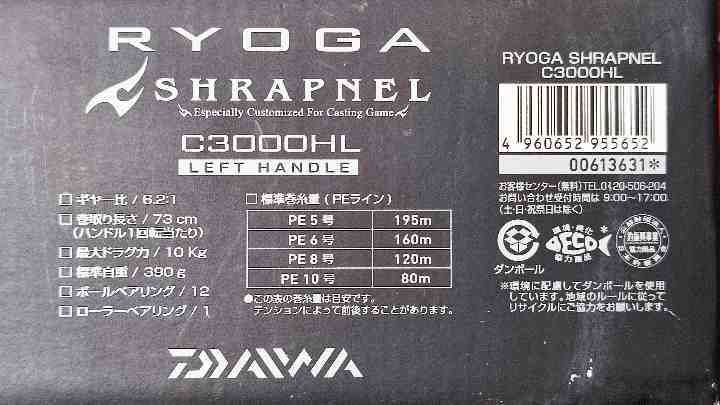 RYOGA
SHRAPNEL
Especially Customized For Casting Game
C3000HL
LEFT HANDLE
□ギヤー比 / 6.2:1
□巻取り長さ / 73 cm
(ハンドル1回転当たり)
□最大ドラグ力 / 10 Kg
□標準自重 / 390 g
□ボールベアリング / 12
□ローラーベアリング / 1
□標準巻糸量 (PEライン)
PE 5 号 195m
PE 6 号 160m
PE 8 号 120m
PE 10 号 80m
●この表の巻糸量は目安です。
テンションによって前後することがあります。
DAIWA
RYOGA SHRAPNEL
C3000HL
4 960652 955652
00613631*
お客様センター(無料)TEL.0120-506-204
お問い合わせ受付時間は 9:00~17:00
(土・日・祝祭日は除く)
ダンボール
環境・美化
DECO
協力商品
※環境に配慮してダンボールを使用
しています。地域のルールに従って
リサイクルにご協力をお願いします。